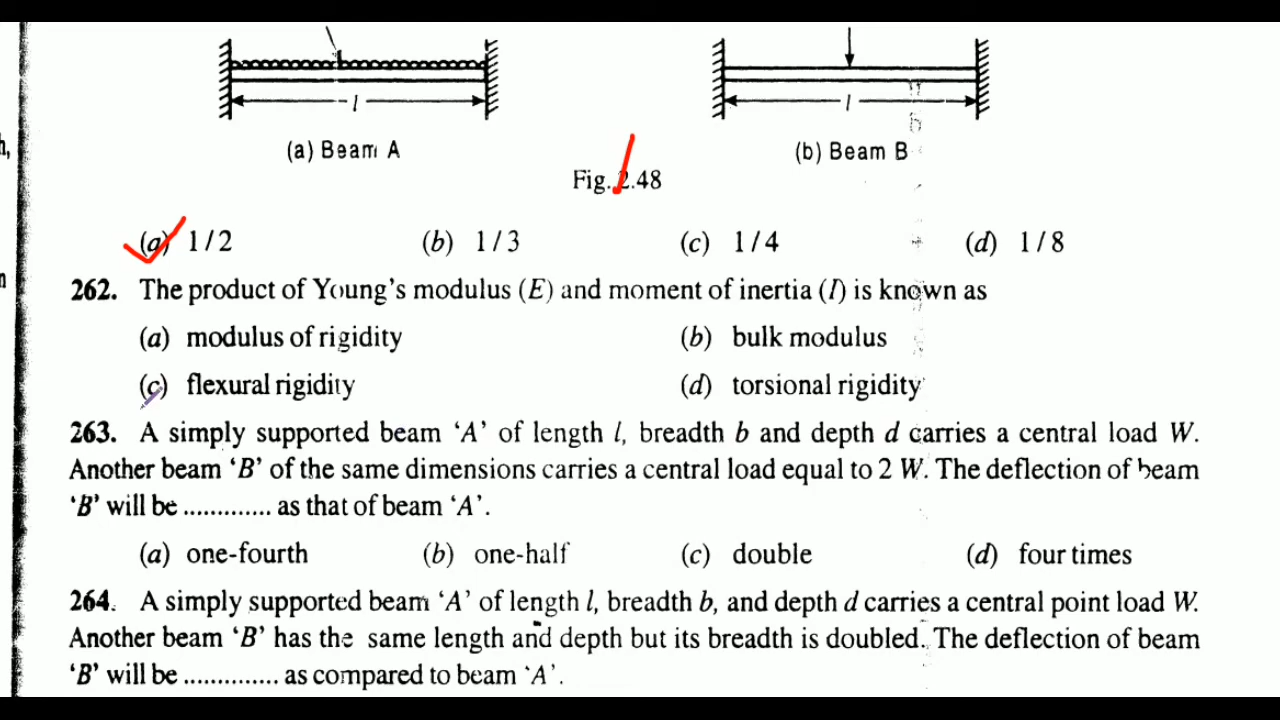 l
l
(a) Beam A
(b) Beam B
Fig. 2.48
(a) 1/2 (b) 1/3 (c) 1/4 (d) 1/8
262. The product of Young's modulus (E) and moment of inertia (I) is known as
(a) modulus of rigidity (b) bulk modulus
(c) flexural rigidity (d) torsional rigidity
263. A simply supported beam 'A' of length l, breadth b and depth d carries a central load W.
Another beam 'B' of the same dimensions carries a central load equal to 2 W. The deflection of beam
'B' will be ............. as that of beam 'A'.
(a) one-fourth (b) one-half (c) double (d) four times
264. A simply supported beam 'A' of length l, breadth b, and depth d carries a central point load W.
Another beam 'B' has the same length and depth but its breadth is doubled. The deflection of beam
'B' will be .............. as compared to beam 'A'.